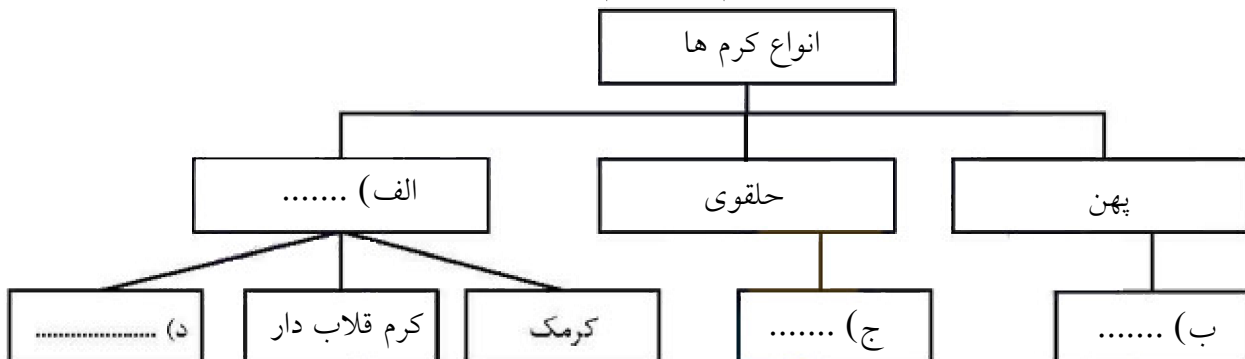 انواع کرم ها
پهن
حلقوی
الف) .......
ب) .......
ج) .......
کرمک
کرم قلاب دار
د) .....................